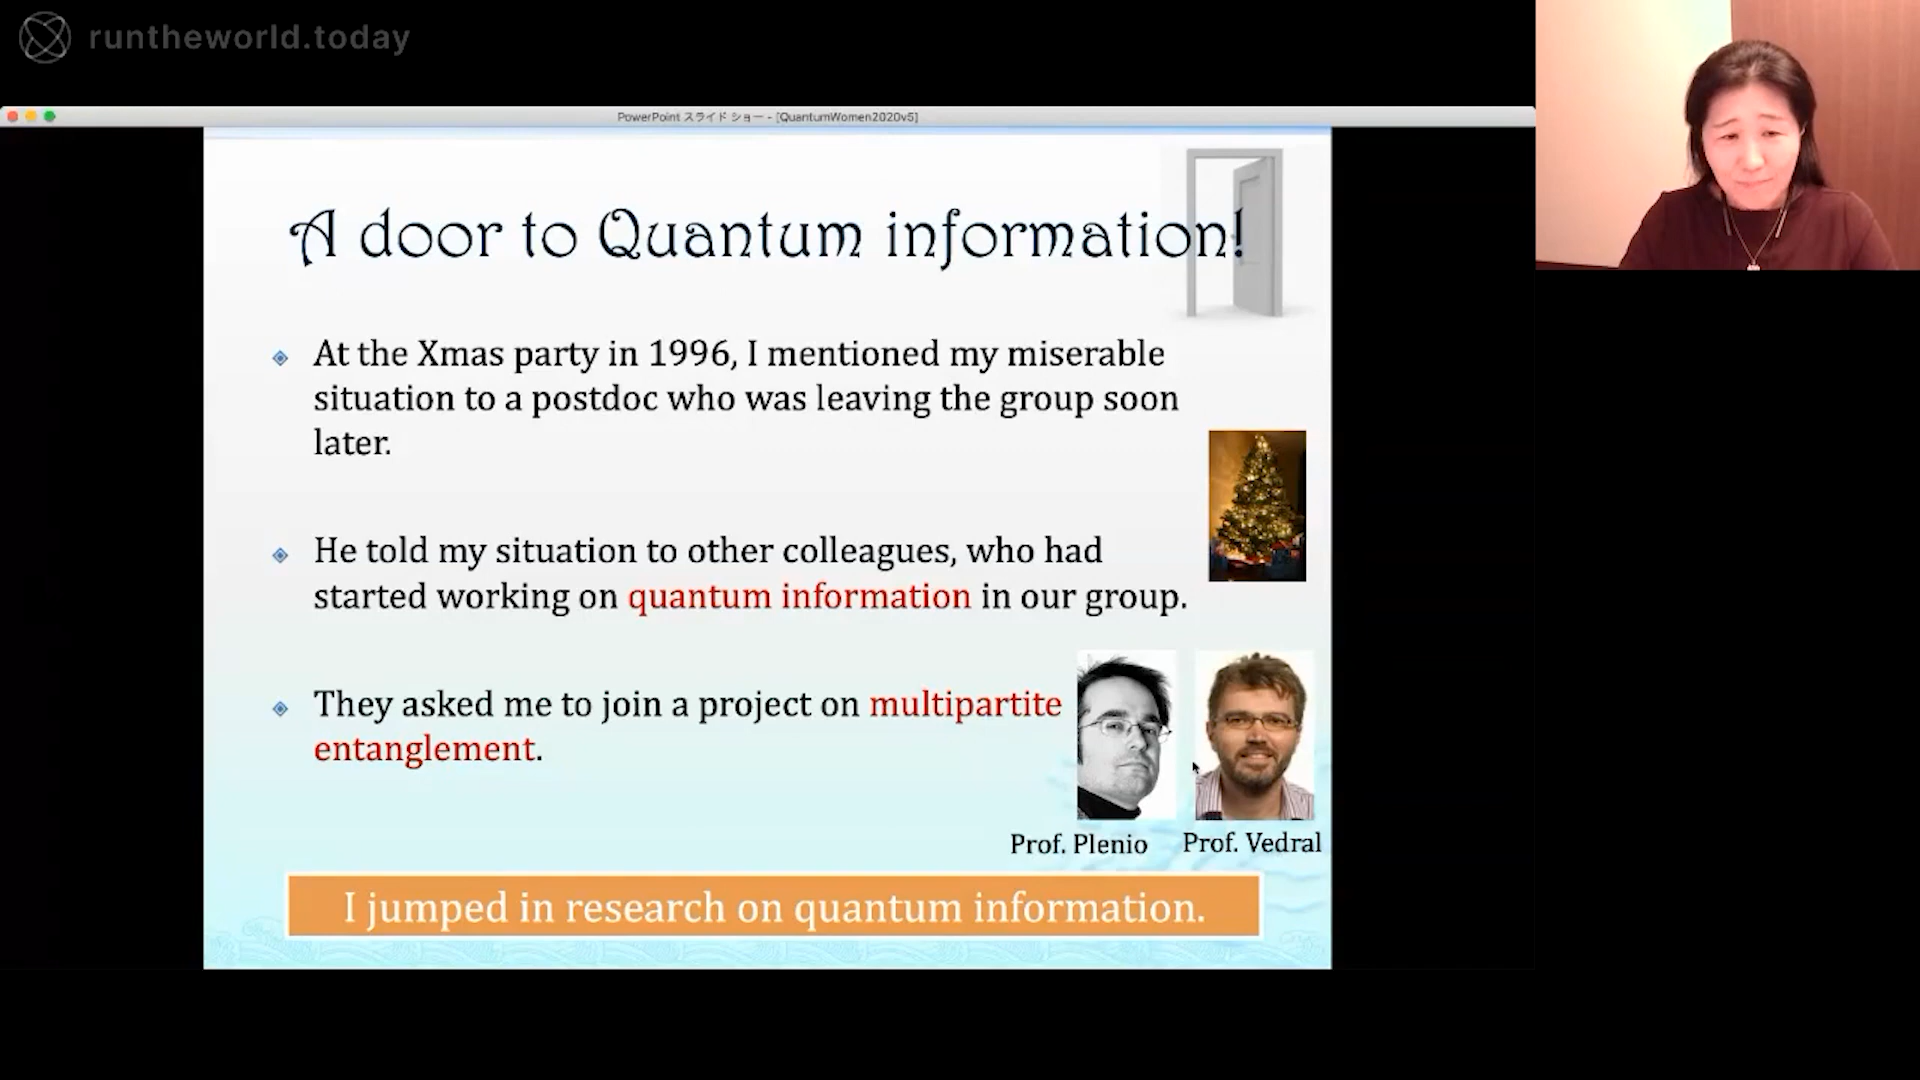 runtheworld.today
PowerPoint スライド ショー - [QuantumWomen2020v5]
A door to Quantum information!
At the Xmas party in 1996, I mentioned my miserable
situation to a postdoc who was leaving the group soon
later.
He told my situation to other colleagues, who had
started working on quantum information in our group.
They asked me to join a project on multipartite
entanglement.
Prof. Plenio
Prof. Vedral
I jumped in research on quantum information.